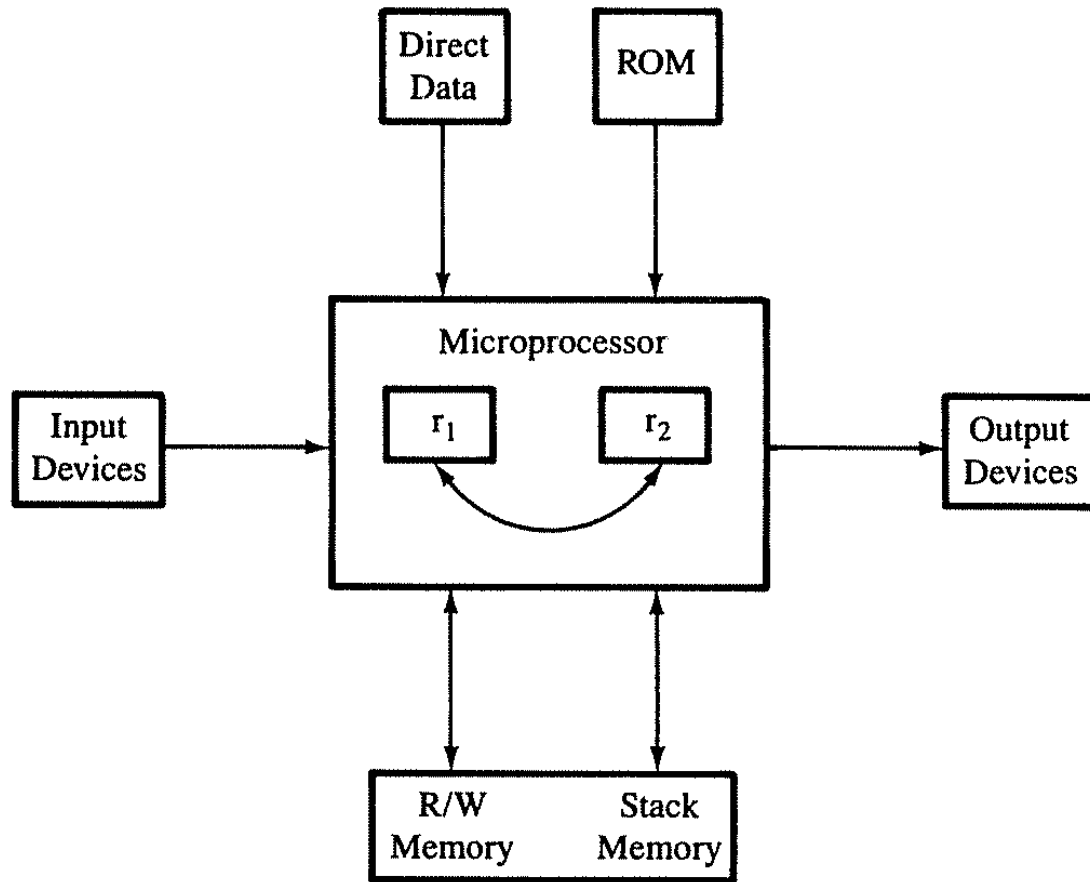 Direct
Data
ROM
Microprocessor
r₁
r₂
Input
Devices
Output
Devices
R/W
Memory
Stack
Memory